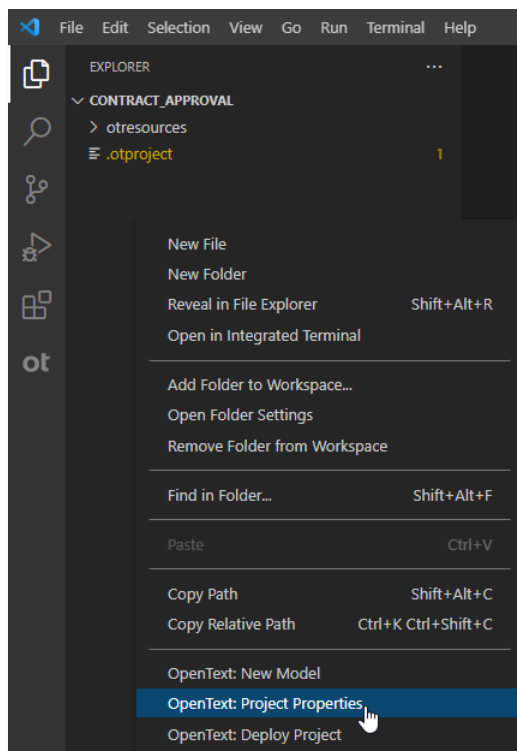 File Edit Selection View Go Run Terminal Help
EXPLORER ...
CONTRACT_APPROVAL
otresources
.otproject 1
ot
New File
New Folder
Reveal in File Explorer Shift+Alt+R
Open in Integrated Terminal
Add Folder to Workspace...
Open Folder Settings
Remove Folder from Workspace
Find in Folder... Shift+Alt+F
Paste Ctrl+V
Copy Path Shift+Alt+C
Copy Relative Path Ctrl+K Ctrl+Shift+C
OpenText: New Model
OpenText: Project Properties
OpenText: Deploy Project